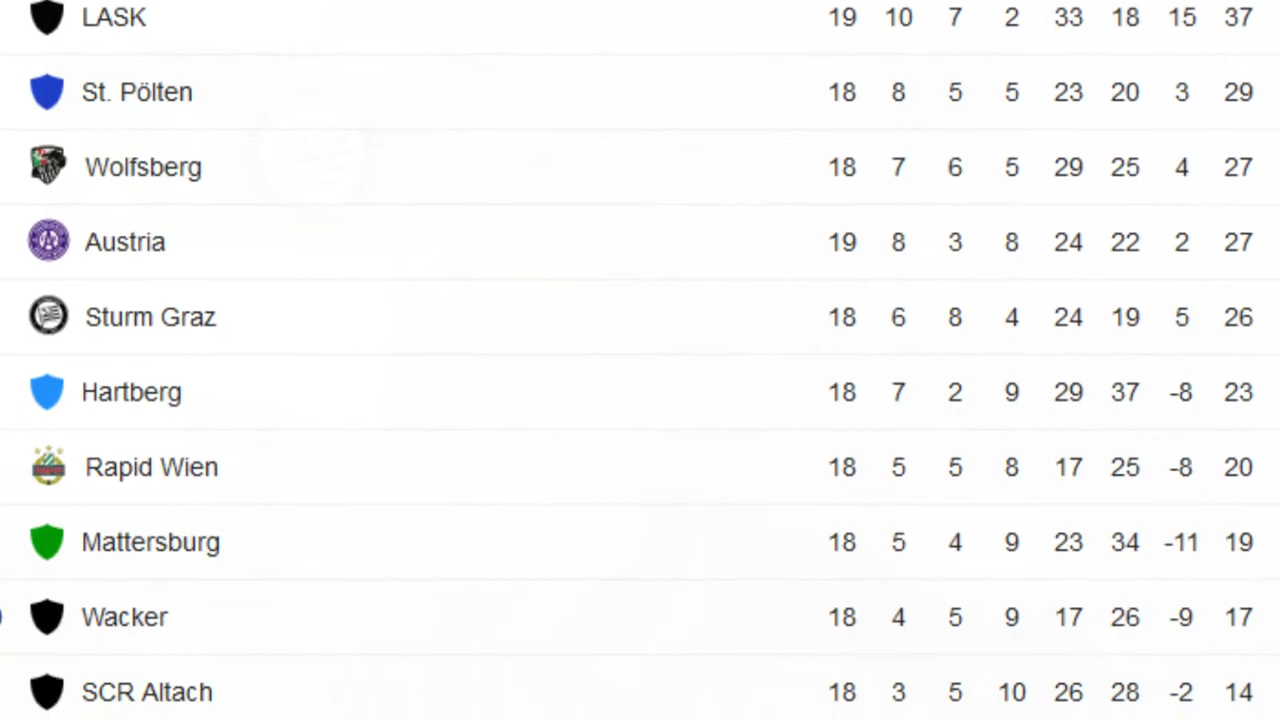 LASK 19 10 7 2 33 18 15 37
St. Pölten 18 8 5 5 23 20 3 29
Wolfsberg 18 7 6 5 29 25 4 27
Austria 19 8 3 8 24 22 2 27
Sturm Graz 18 6 8 4 24 19 5 26
Hartberg 18 7 2 9 29 37 -8 23
Rapid Wien 18 5 5 8 17 25 -8 20
Mattersburg 18 5 4 9 23 34 -11 19
Wacker 18 4 5 9 17 26 -9 17
SCR Altach 18 3 5 10 26 28 -2 14